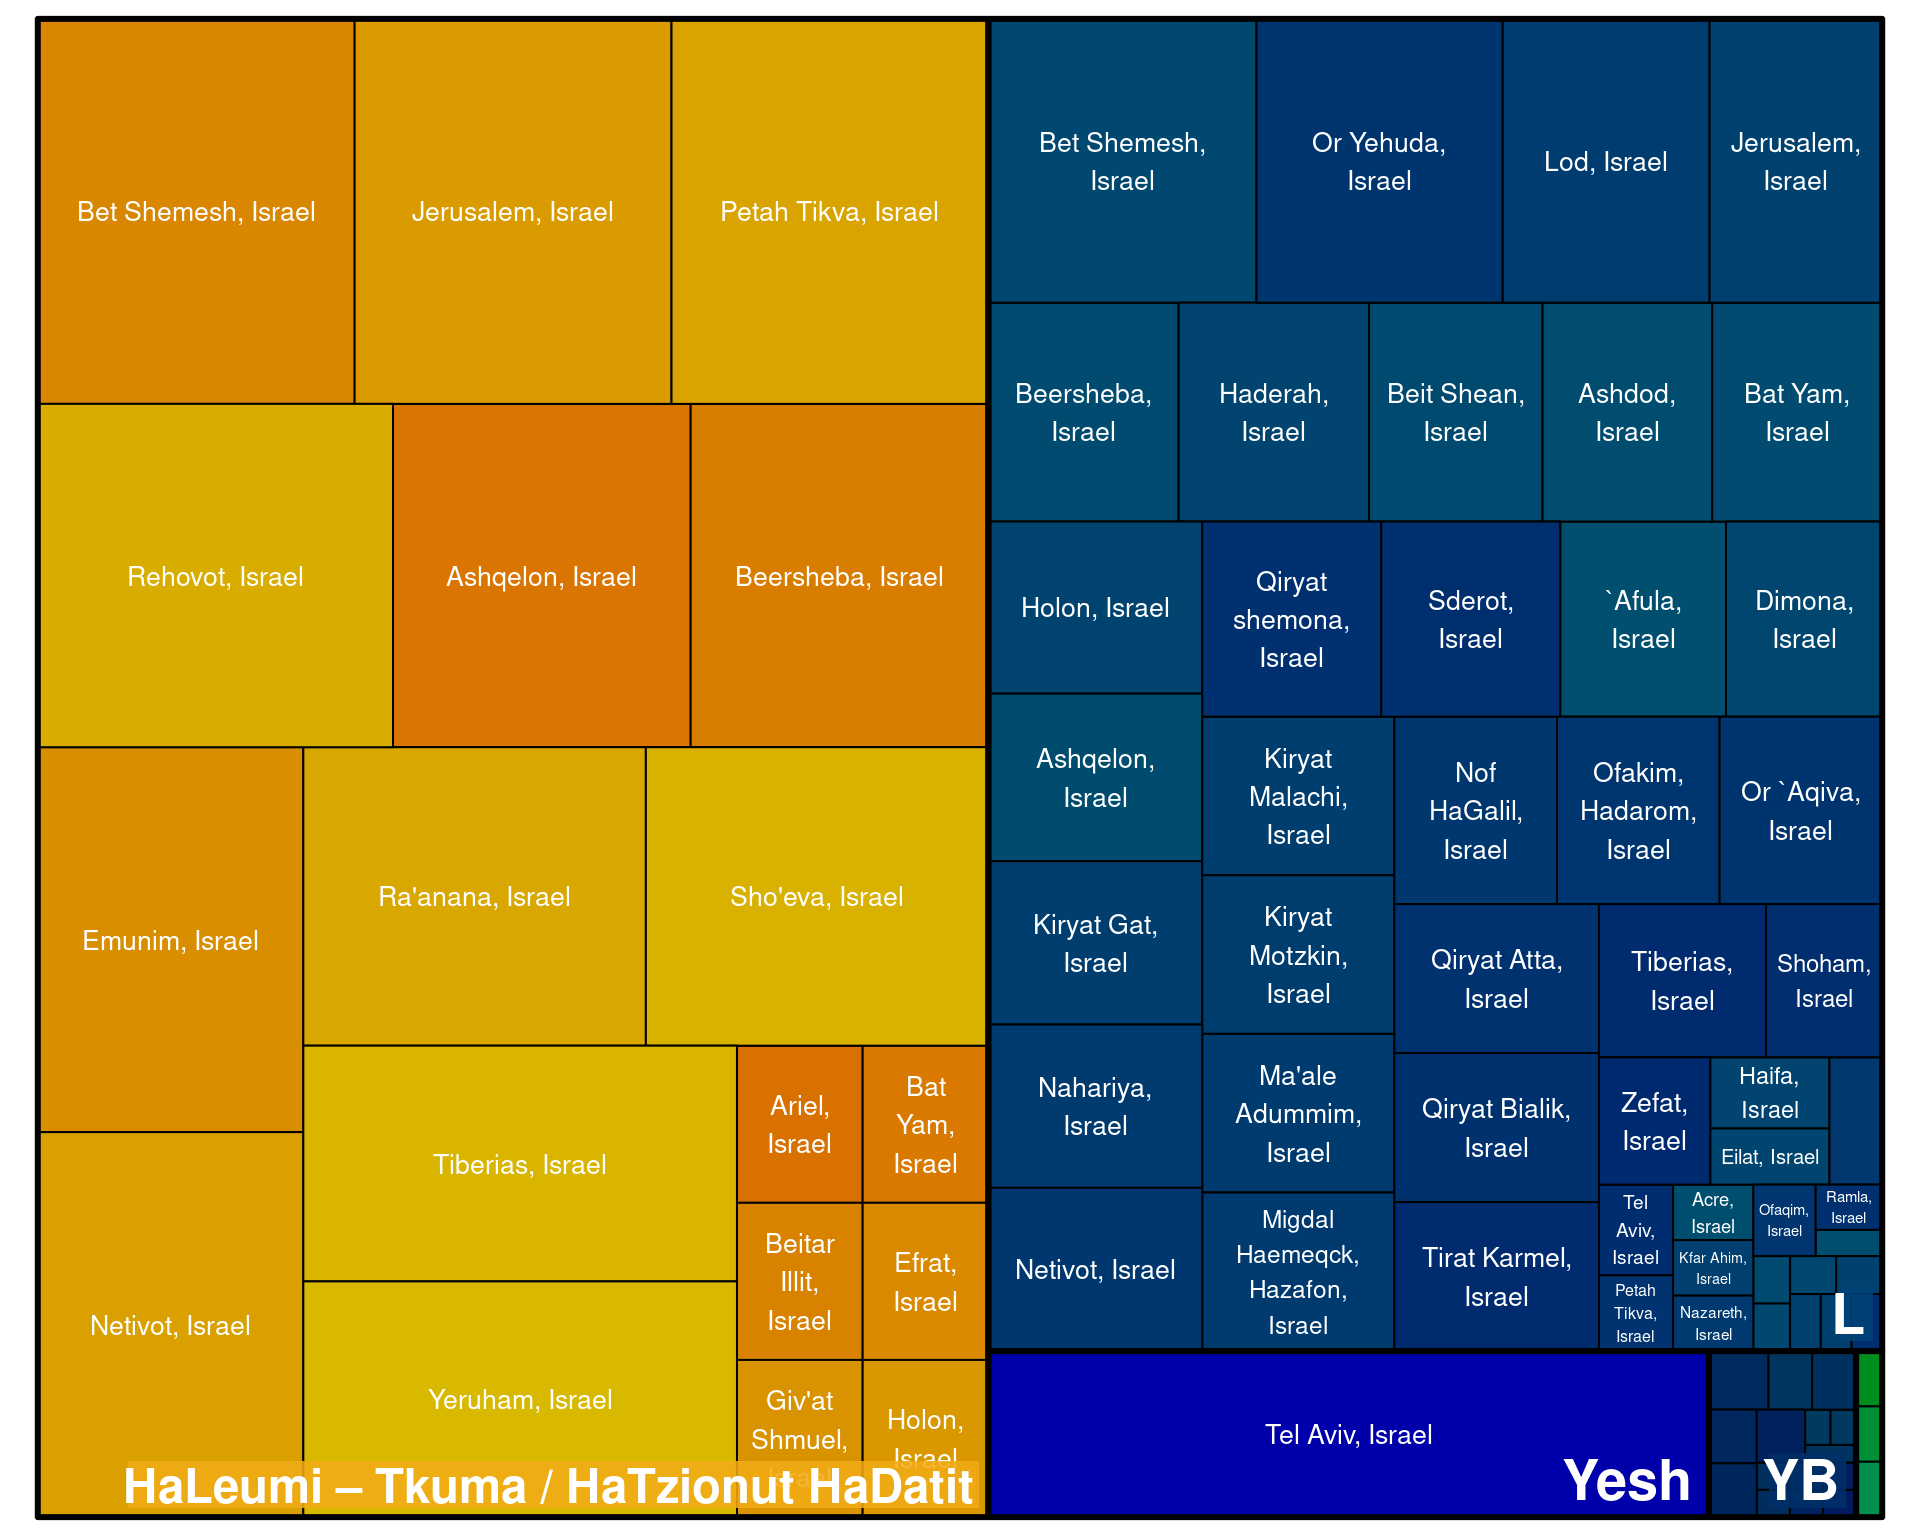 Bet Shemesh, Israel
Jerusalem, Israel
Petah Tikva, Israel
Rehovot, Israel
Ashqelon, Israel
Beersheba, Israel
Emunim, Israel
Ra'anana, Israel
Sho'eva, Israel
Netivot, Israel
Tiberias, Israel
Yeruham, Israel
Ariel,
Israel
Bat
Yam,
Israel
Beitar
Illit,
Israel
Efrat,
Israel
Giv'at
Shmuel,
Israel
Holon,
Israel
HaLeumi – Tkuma / HaTzionut HaDatit
Bet Shemesh,
Israel
Or Yehuda,
Israel
Lod, Israel
Jerusalem,
Israel
Beersheba,
Israel
Haderah,
Israel
Beit Shean,
Israel
Ashdod,
Israel
Bat Yam,
Israel
Holon, Israel
Qiryat
shemona,
Israel
Sderot,
Israel
`Afula,
Israel
Dimona,
Israel
Ashqelon,
Israel
Kiryat
Malachi,
Israel
Nof
HaGalil,
Israel
Ofakim,
Hadarom,
Israel
Or `Aqiva,
Israel
Kiryat Gat,
Israel
Kiryat
Motzkin,
Israel
Qiryat Atta,
Israel
Tiberias,
Israel
Shoham,
Israel
Nahariya,
Israel
Ma'ale
Adummim,
Israel
Qiryat Bialik,
Israel
Zefat,
Israel
Haifa,
Israel
Eilat, Israel
Netivot, Israel
Migdal
Haemeqck,
Hazafon,
Israel
Tirat Karmel,
Israel
Tel
Aviv,
Israel
Acre,
Israel
Ofaqim,
Israel
Ramla,
Israel
Kfar Ahim,
Israel
Petah
Tikva,
Israel
Nazareth,
Israel
L
Tel Aviv, Israel
Yesh
YB